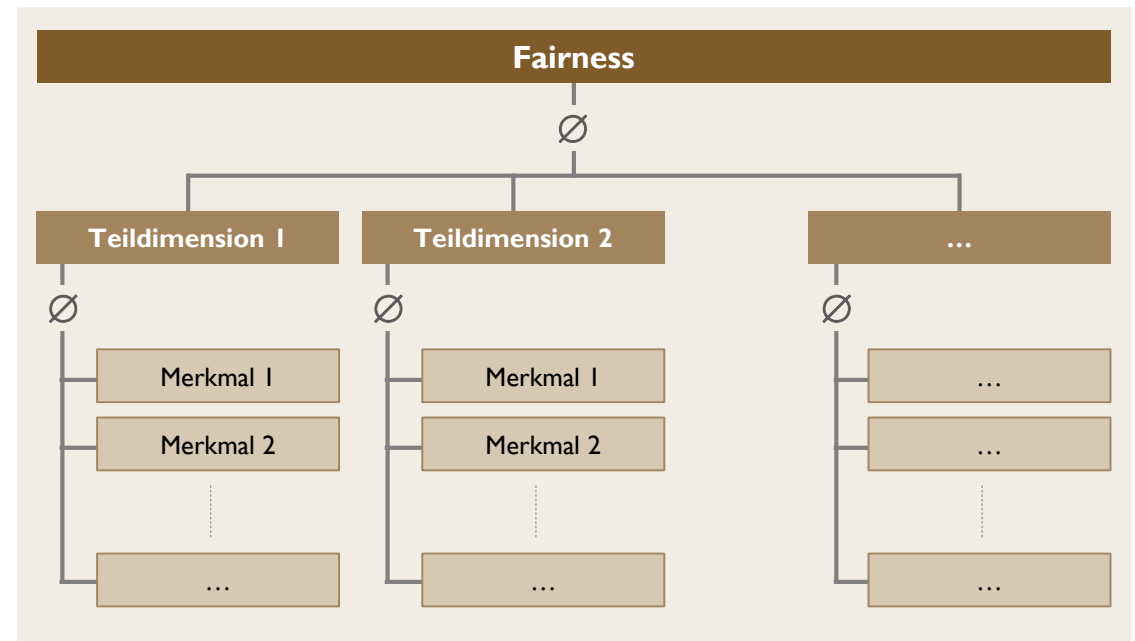 Fairness
Ø
Teildimension 1
Teildimension 2
…
Ø
Ø
Ø
Merkmal 1
Merkmal 1
…
Merkmal 2
Merkmal 2
…
…
…
…